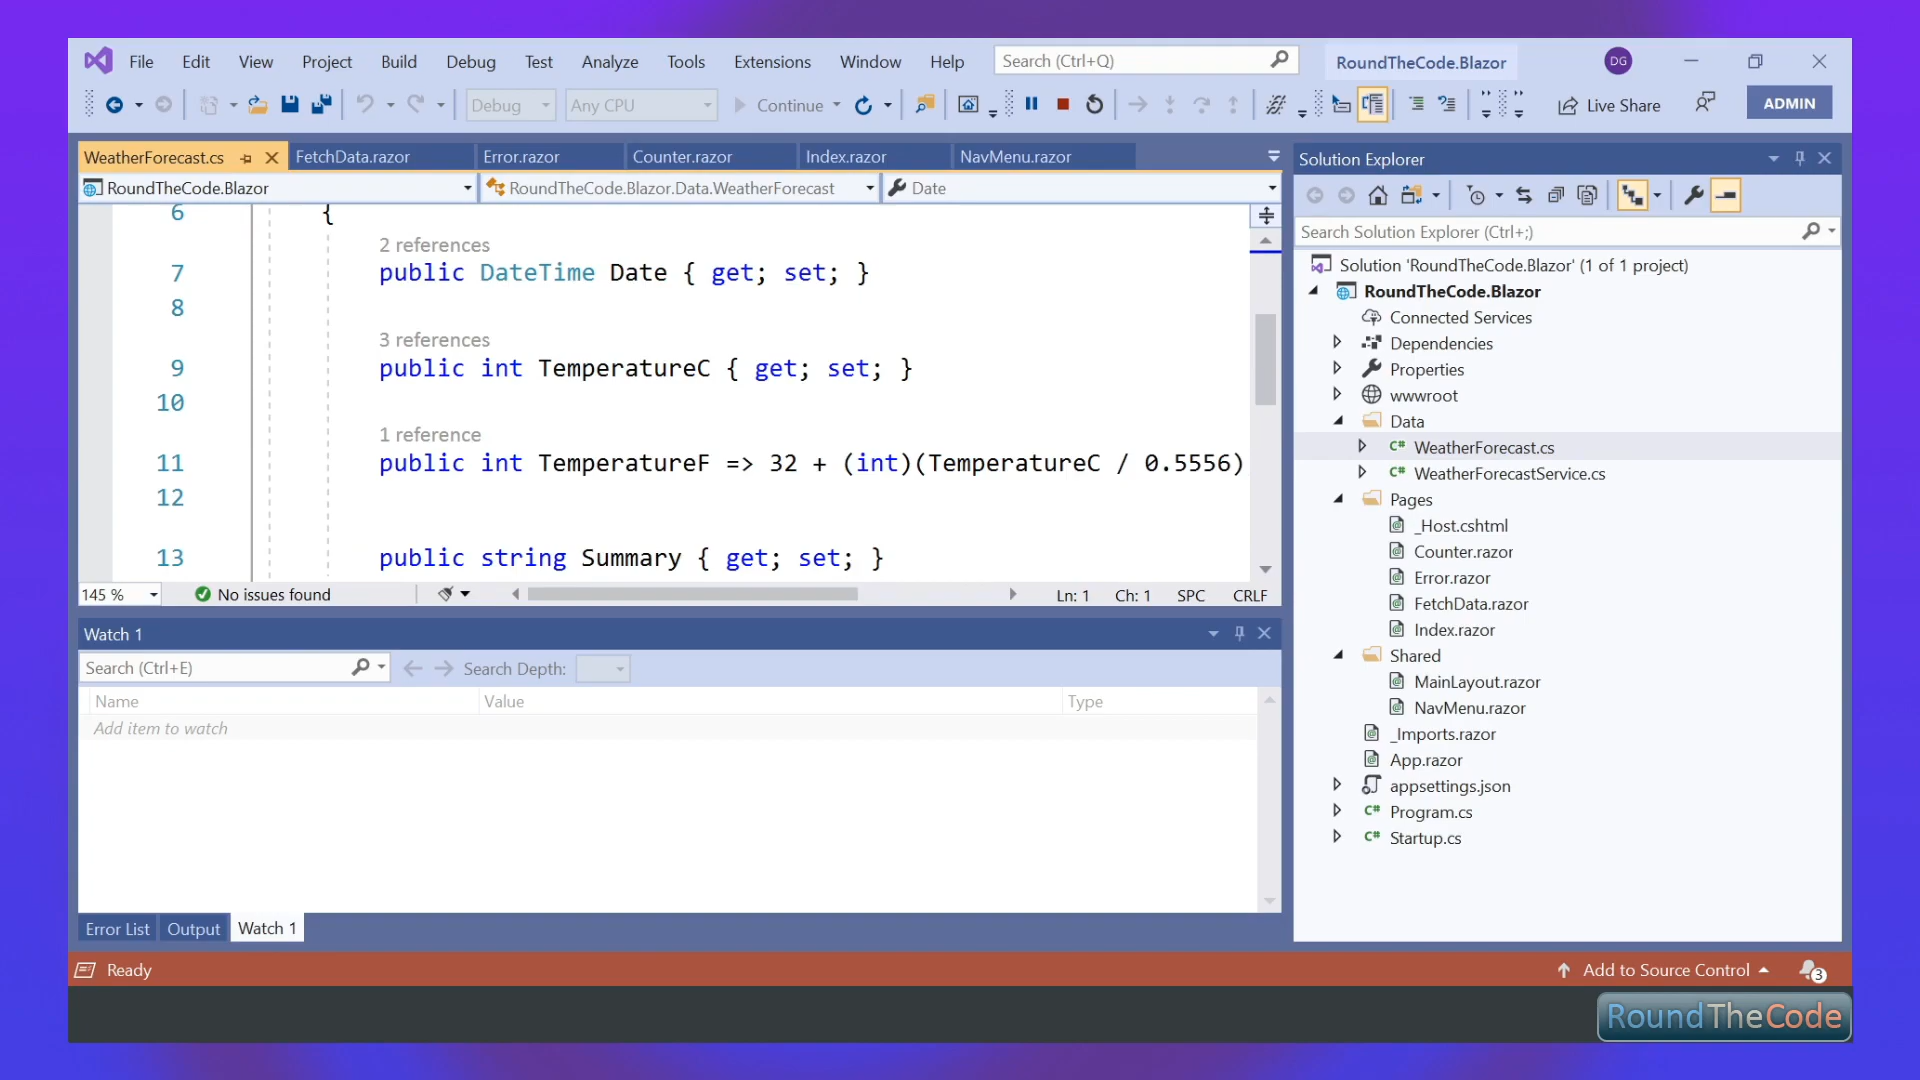 File Edit View Project Build Debug Test Analyze Tools Extensions Window Help Search (Ctrl+Q) RoundTheCode.Blazor DG
Debug Any CPU Continue Live Share ADMIN
WeatherForecast.cs FetchData.razor Error.razor Counter.razor Index.razor NavMenu.razor
RoundTheCode.Blazor RoundTheCode.Blazor.Data.WeatherForecast Date
6 {
2 references
7 public DateTime Date { get; set; }
8
3 references
9 public int TemperatureC { get; set; }
10
1 reference
11 public int TemperatureF => 32 + (int)(TemperatureC / 0.5556)
12
13 public string Summary { get; set; }
145 % No issues found Ln: 1 Ch: 1 SPC CRLF
Watch 1
Search (Ctrl+E) Search Depth:
Name Value Type
Add item to watch
Error List Output Watch 1
Solution Explorer
Search Solution Explorer (Ctrl+;)
Solution 'RoundTheCode.Blazor' (1 of 1 project)
RoundTheCode.Blazor
Connected Services
Dependencies
Properties
wwwroot
Data
C# WeatherForecast.cs
C# WeatherForecastService.cs
Pages
_Host.cshtml
Counter.razor
Error.razor
FetchData.razor
Index.razor
Shared
MainLayout.razor
NavMenu.razor
_Imports.razor
App.razor
appsettings.json
C# Program.cs
C# Startup.cs
Ready Add to Source Control 3
RoundTheCode